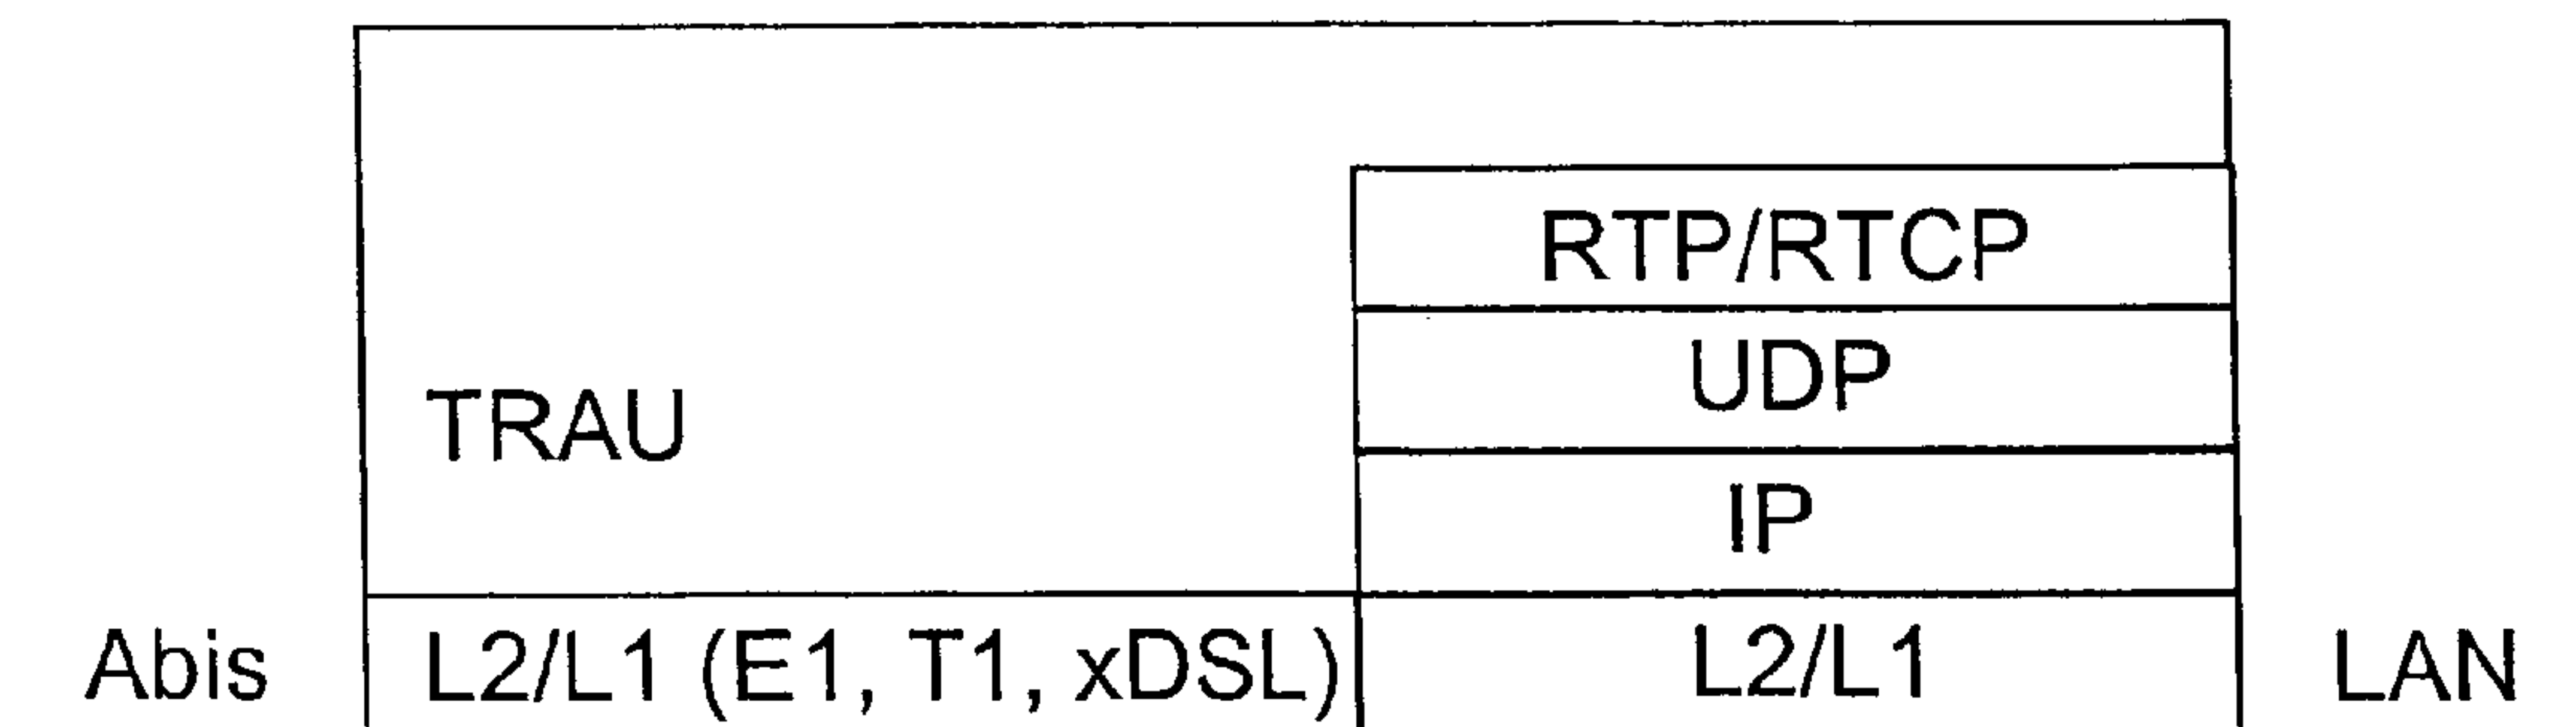 RTP/RTCP
UDP
TRAU
IP
Abis L2/L1 (E1, T1, xDSL) L2/L1 LAN